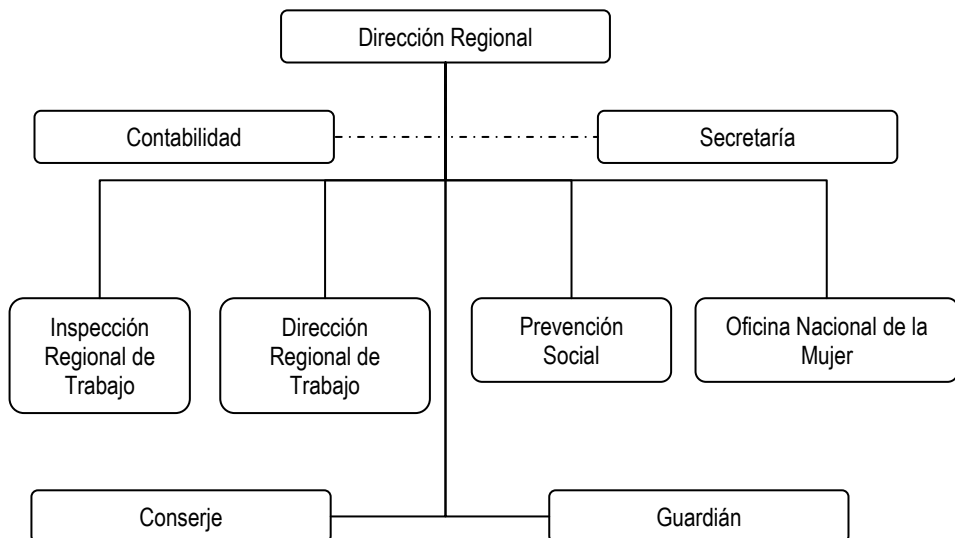 Dirección Regional
Contabilidad
Secretaría
Inspección
Regional de
Trabajo
Dirección
Regional de
Trabajo
Prevención
Social
Oficina Nacional de la
Mujer
Conserje
Guardián